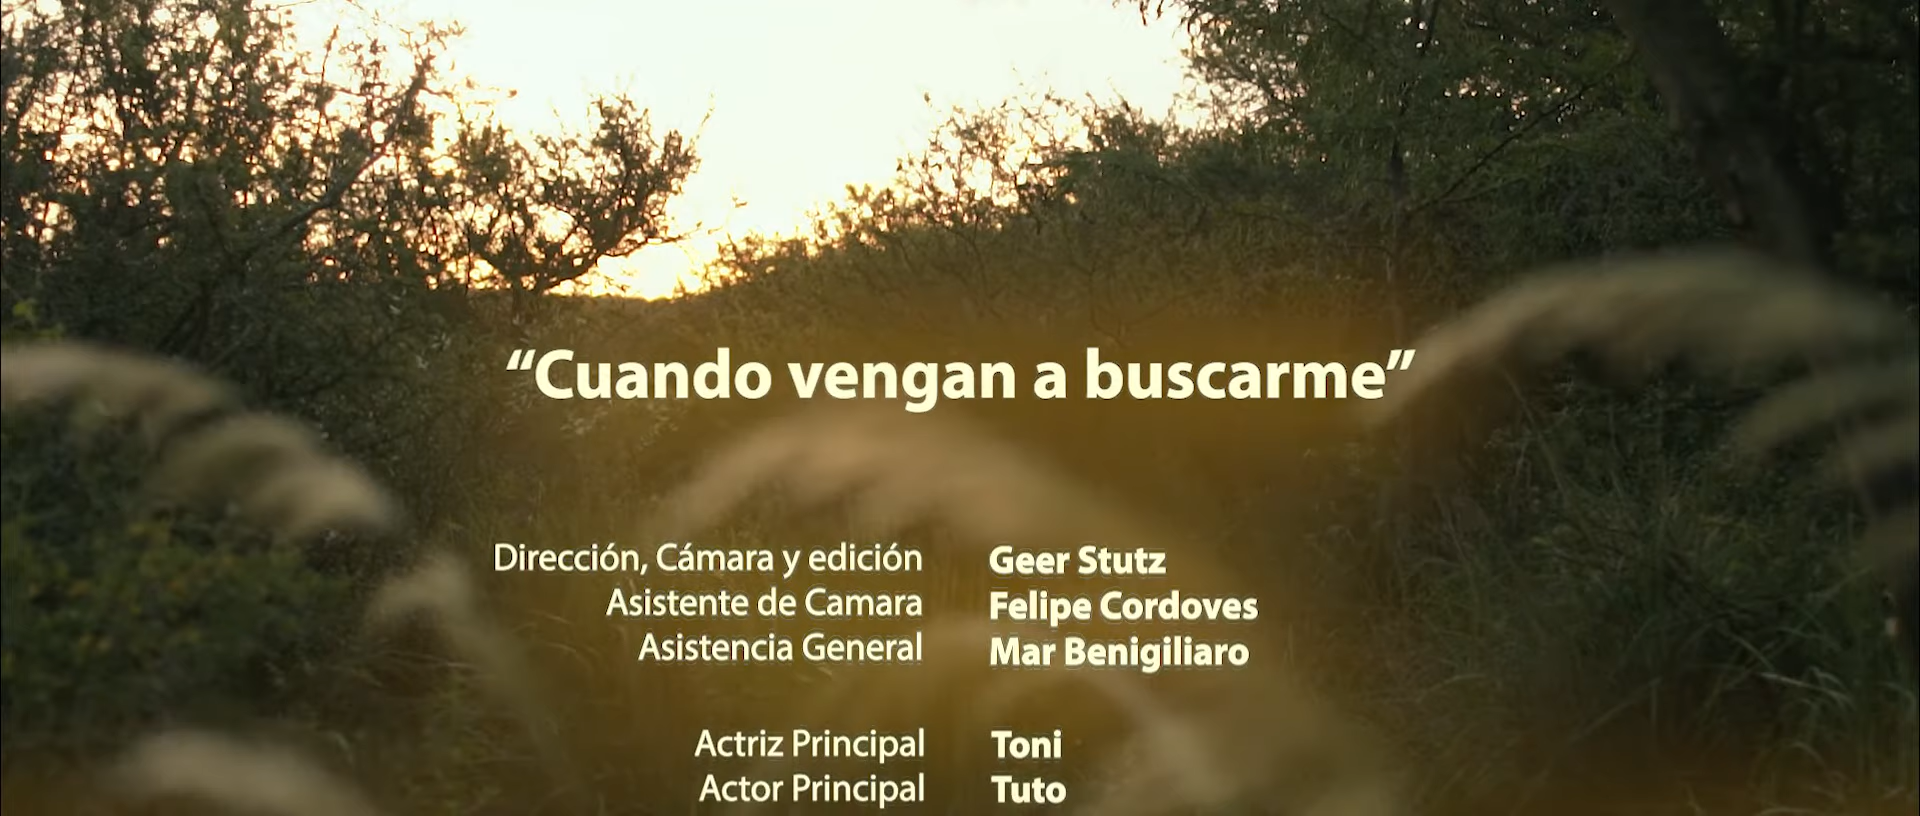 “Cuando vengan a buscarme”
Dirección, Cámara y edición Geer Stutz
Asistente de Camara Felipe Cordoves
Asistencia General Mar Benigiliaro
Actriz Principal Toni
Actor Principal Tuto